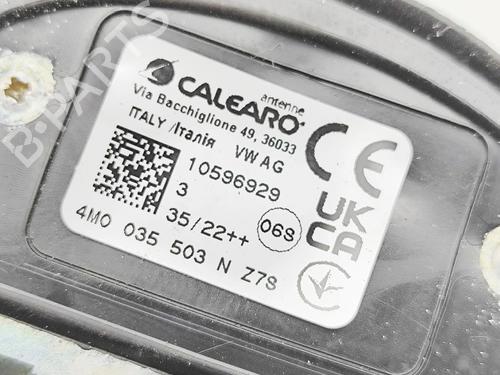 antenne
CALEARO
Via Bacchiglione 49, 36033
ITALY /Італія VW AG
10596929
3
35/22++ 06S
4M0 035 503 N Z7S
CE
UK
CA
B-PARTS